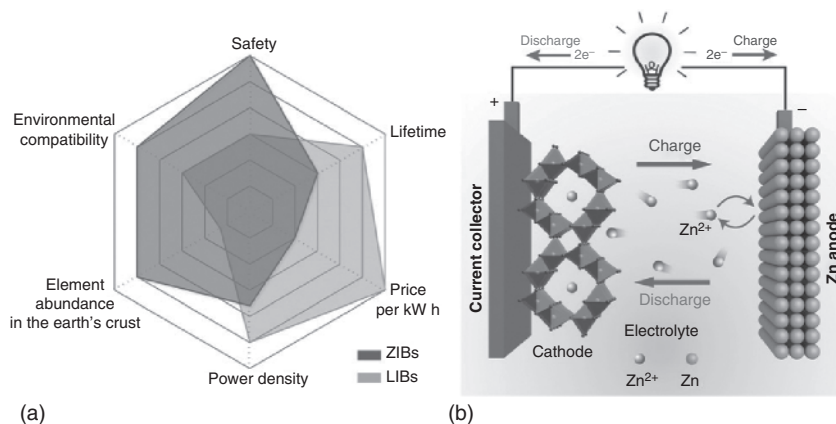 Safety
Environmental
compatibility
Lifetime
Element
abundance
in the earth's crust
Price
per kW h
Power density
ZIBs
LIBs
(a)
Discharge
2e⁻
2e⁻
Charge
+
−
Charge
Zn²⁺
Current collector
Zn anode
Discharge
Electrolyte
Cathode
Zn²⁺
Zn
(b)